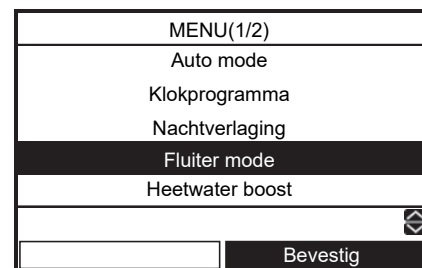 MENU(1/2)
Auto mode
Klokprogramma
Nachtverlaging
Fluiter mode
Heetwater boost
Bevestig